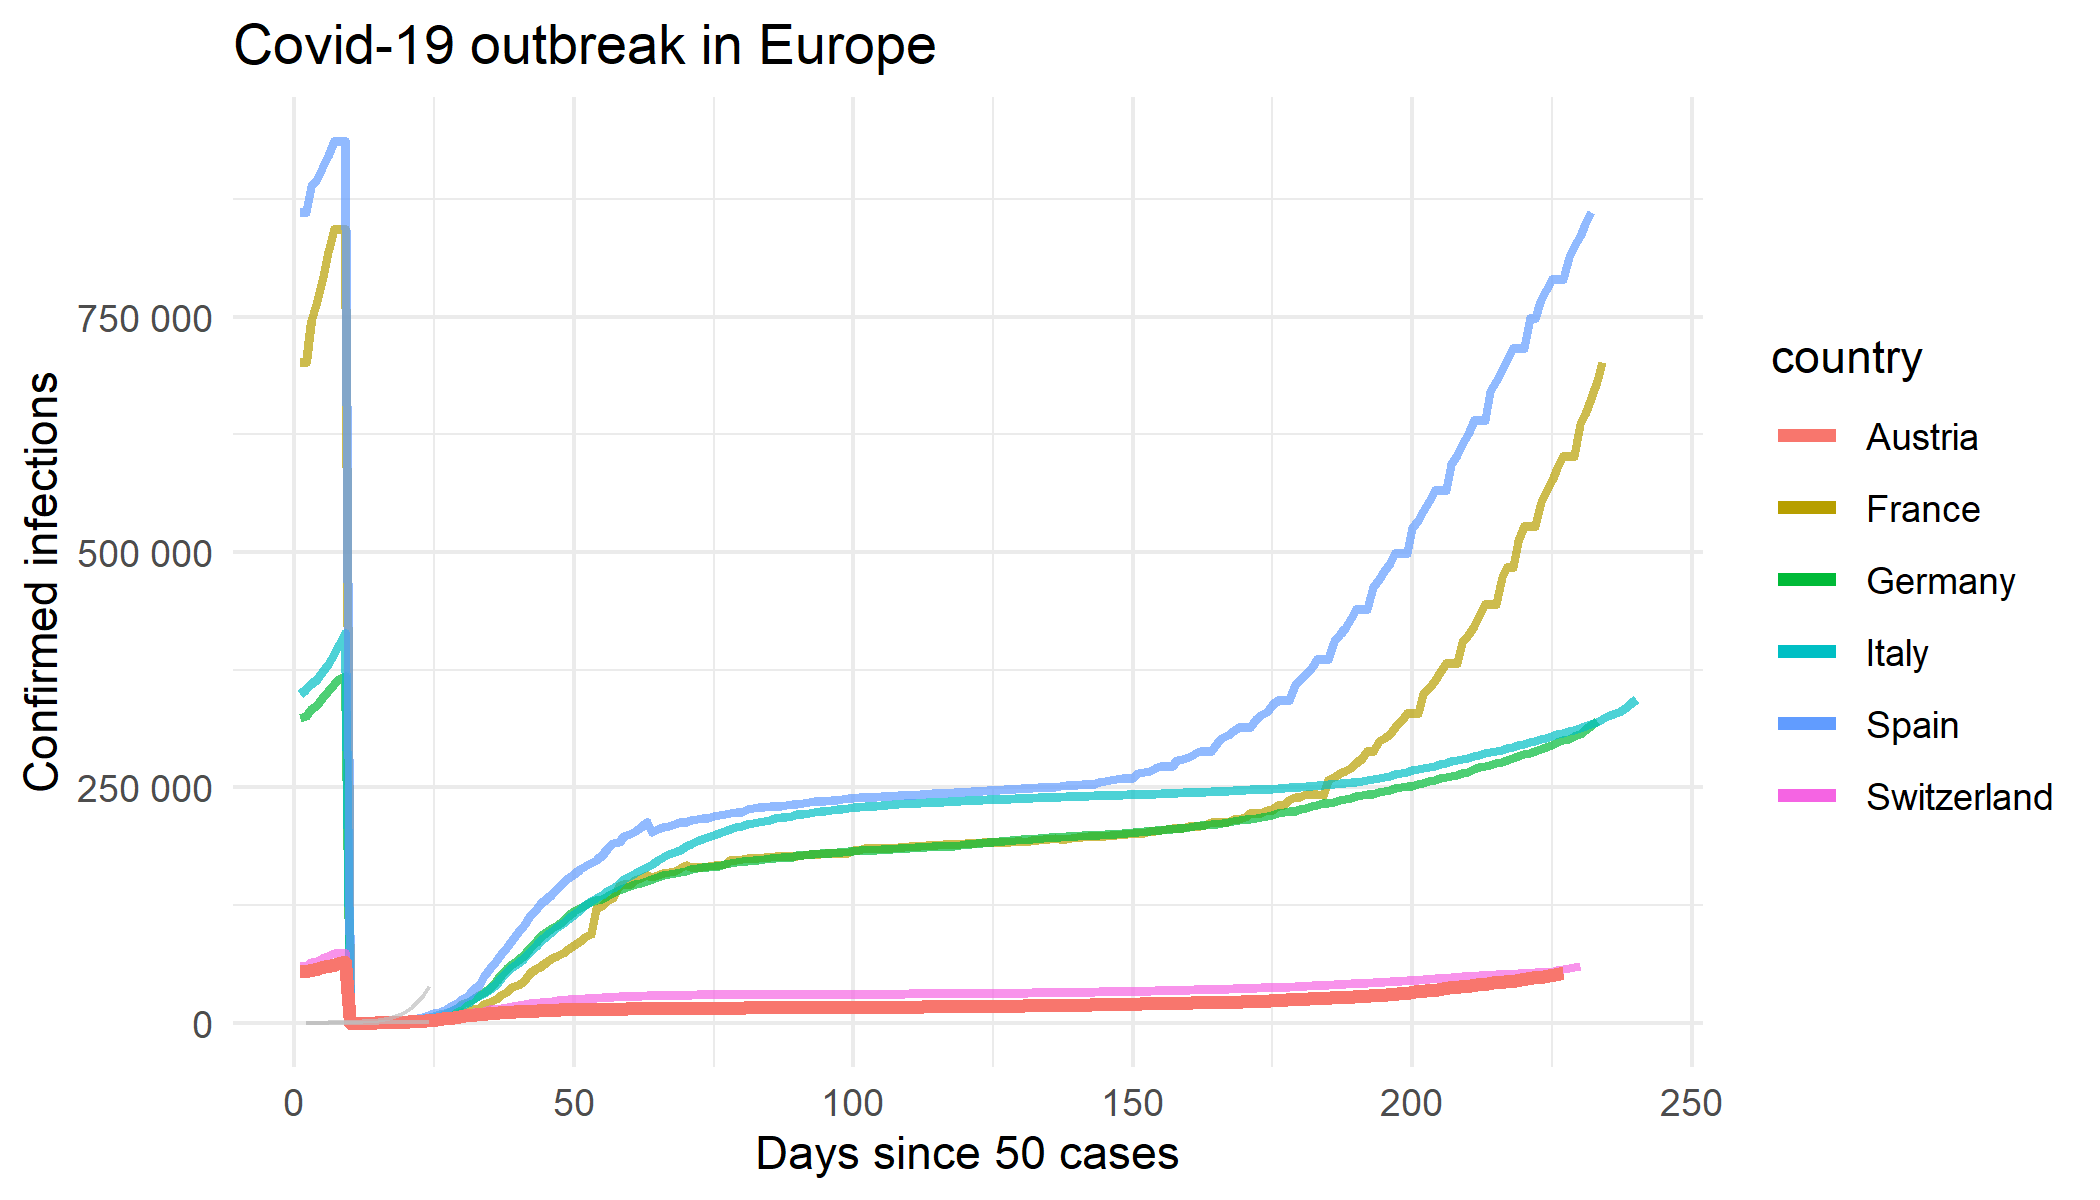 Covid-19 outbreak in Europe
Confirmed infections
750 000
500 000
250 000
0
0 50 100 150 200 250
Days since 50 cases
country
Austria
France
Germany
Italy
Spain
Switzerland